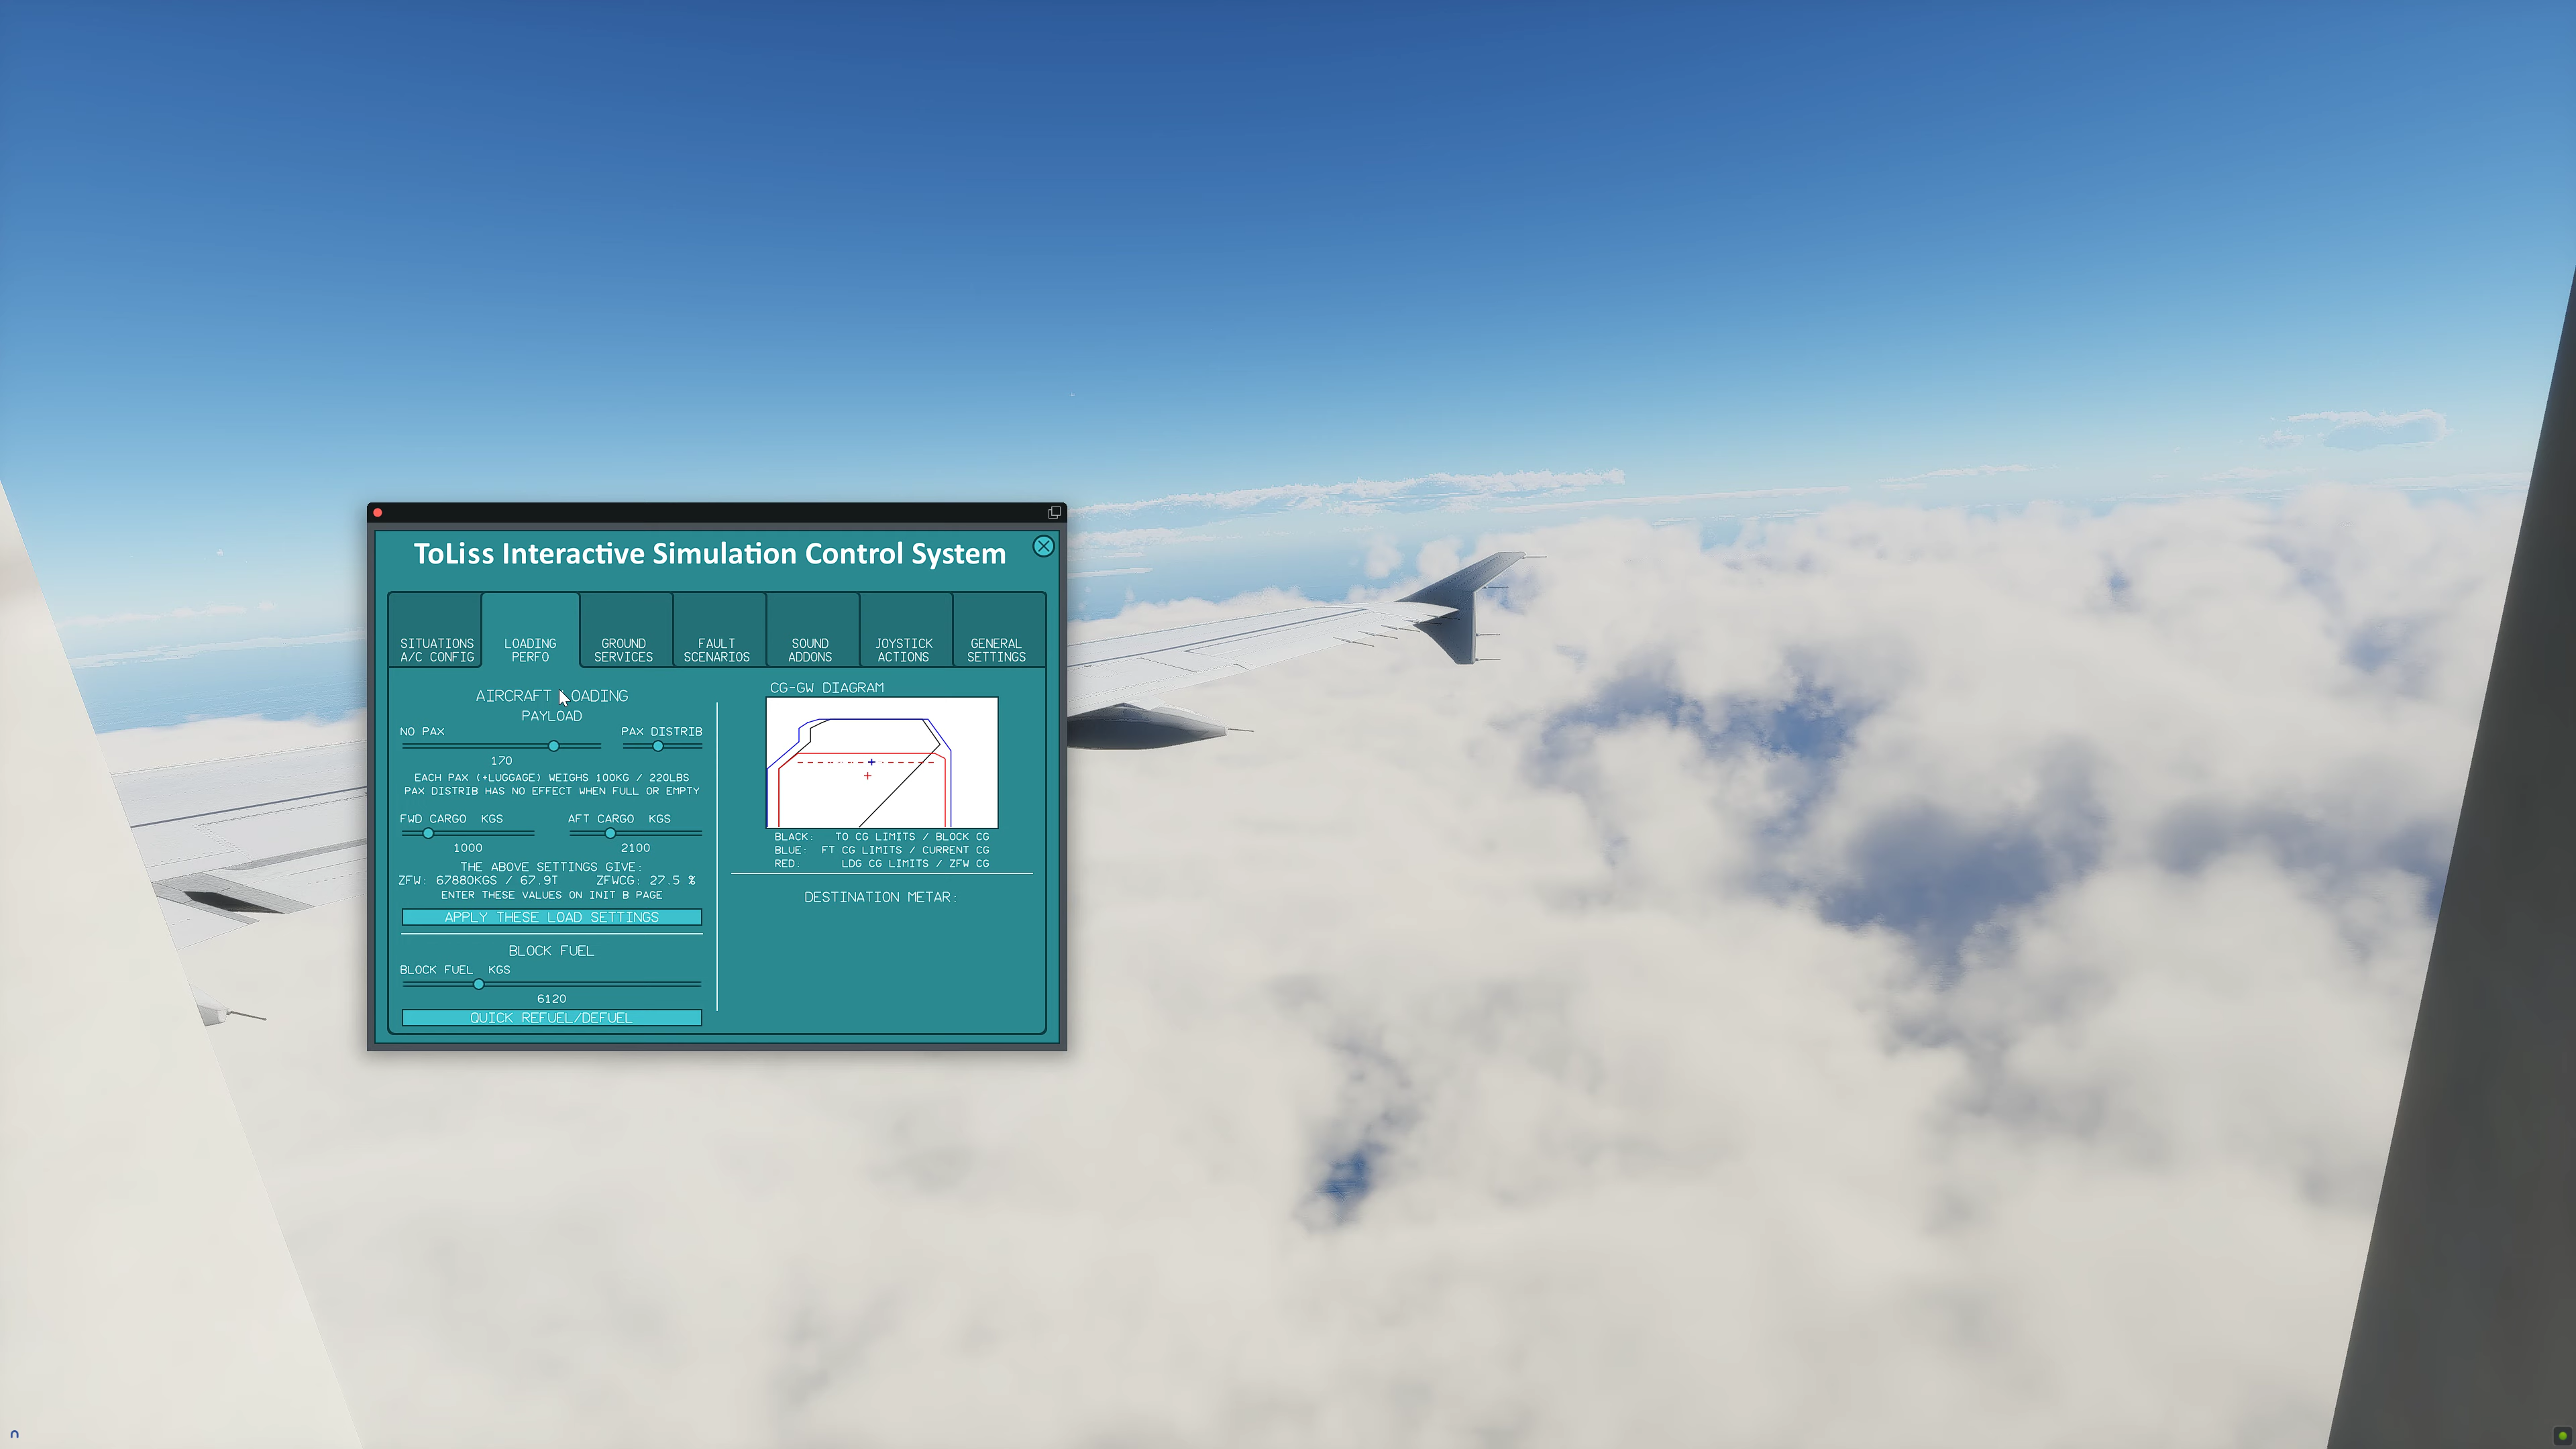 ToLiss Interactive Simulation Control System
SITUATIONS
A/C CONFIG
LOADING
PERFO
GROUND
SERVICES
FAULT
SCENARIOS
SOUND
ADDONS
JOYSTICK
ACTIONS
GENERAL
SETTINGS
AIRCRAFT LOADING
PAYLOAD
NO PAX
PAX DISTRIB
170
EACH PAX (+LUGGAGE) WEIGHS 100KG / 220LBS
PAX DISTRIB HAS NO EFFECT WHEN FULL OR EMPTY
FWD CARGO KGS
AFT CARGO KGS
1000
2100
THE ABOVE SETTINGS GIVE:
ZFW: 67880KGS / 67.9T ZFWCG: 27.5 %
ENTER THESE VALUES ON INIT B PAGE
APPLY THESE LOAD SETTINGS
BLOCK FUEL
BLOCK FUEL KGS
6120
QUICK REFUEL/DEFUEL
CG-GW DIAGRAM
BLACK: TO CG LIMITS / BLOCK CG
BLUE: FT CG LIMITS / CURRENT CG
RED: LDG CG LIMITS / ZFW CG
DESTINATION METAR: